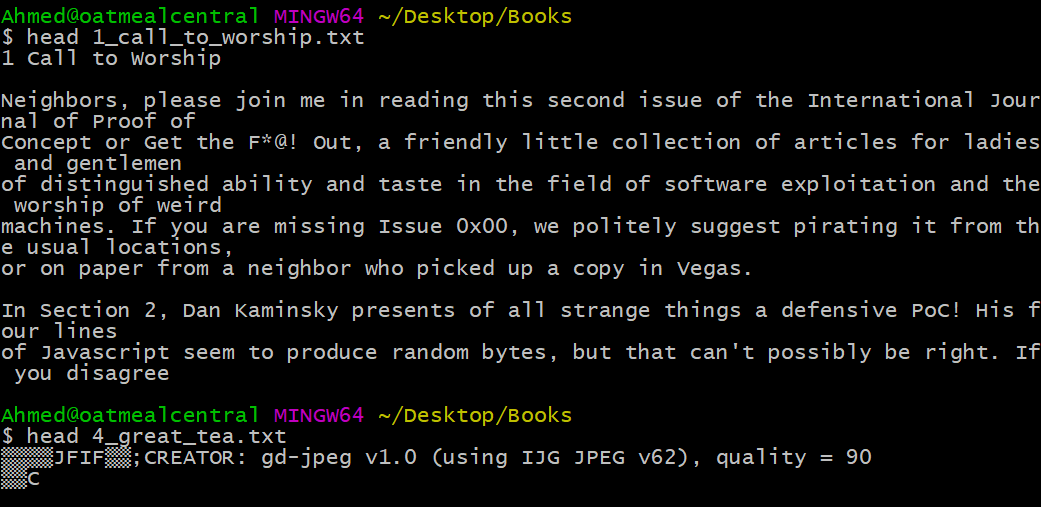 Ahmed@oatmealcentral MINGW64 ~/Desktop/Books
$ head 1_call_to_worship.txt
1 Call to Worship
Neighbors, please join me in reading this second issue of the International Jour
nal of Proof of
Concept or Get the F*@! Out, a friendly little collection of articles for ladies
 and gentlemen
of distinguished ability and taste in the field of software exploitation and the
 worship of weird
machines. If you are missing Issue 0x00, we politely suggest pirating it from th
e usual locations,
or on paper from a neighbor who picked up a copy in Vegas.
In Section 2, Dan Kaminsky presents of all strange things a defensive PoC! His f
our lines
of Javascript seem to produce random bytes, but that can't possibly be right. If
 you disagree
Ahmed@oatmealcentral MINGW64 ~/Desktop/Books
$ head 4_great_tea.txt
▒▒▒▒JFIF▒▒;CREATOR: gd-jpeg v1.0 (using IJG JPEG v62), quality = 90
▒▒C